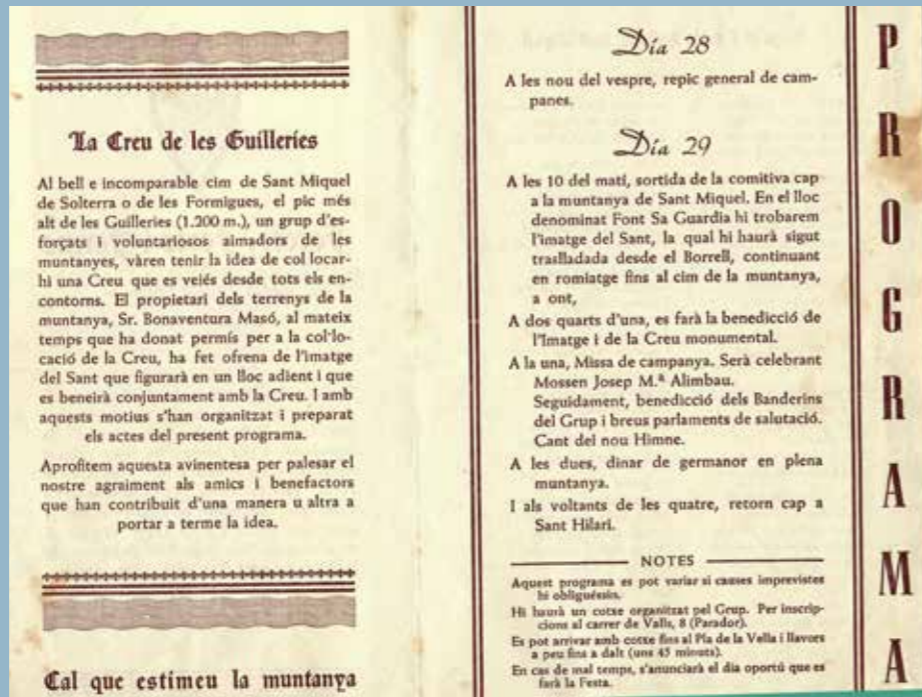 La Creu de les Guilleries
Al bell e incomparable cim de Sant Miquel
de Solterra o de les Formigues, el pic més
alt de les Guilleries (1.200 m.), un grup d'es-
forçats i voluntariosos aimadors de les
muntanyes, vàren tenir la idea de col locar-
hi una Creu que es veiés desde tots els en-
contorns. El propietari dels terrenys de la
muntanya, Sr. Bonaventura Masó, al mateix
temps que ha donat permís per a la col·lo-
cació de la Creu, ha fet ofrena de l'imatge
del Sant que figurarà en un lloc adient i que
es beneirà conjuntament amb la Creu. I amb
aquests motius s'han organitzat i preparat
els actes del present programa.
Aprofitem aquesta avinentesa per palesar el
nostre agraiment als amics i benefactors
que han contribuit d'una manera u altra a
portar a terme la idea.
Cal que estimeu la muntanya
Día 28
A les nou del vespre, repic general de cam-
panes.
Día 29
A les 10 del matí, sortida de la comitiva cap
a la muntanya de Sant Miquel. En el lloc
denominat Font Sa Guardia hi trobarem
l'imatge del Sant, la qual hi haurà sigut
traslladada desde el Borrell, continuant
en romiatge fins al cim de la muntanya,
a ont,
A dos quarts d'una, es farà la benedicció de
l'Imatge i de la Creu monumental.
A la una, Missa de campanya. Serà celebrant
Mossen Josep M.ª Alimbau.
Seguidament, benedicció dels Banderins
del Grup i breus parlaments de salutació.
Cant del nou Himne.
A les dues, dinar de germanor en plena
muntanya.
I als voltants de les quatre, retorn cap a
Sant Hilari.
NOTES
Aquest programa es pot variar si causes imprevistes
hi obliguéssin.
Hi haurà un cotxe organitzat pel Grup. Per inscrip-
cions al carrer de Valls, 8 (Parador).
Es pot arrivar amb cotxe fins al Pla de la Vella i llavors
a peu fins a dalt (uns 45 minuts).
En cas de mal temps, s'anunciarà el dia oportú que es
farà la Festa.
PROGRAMA